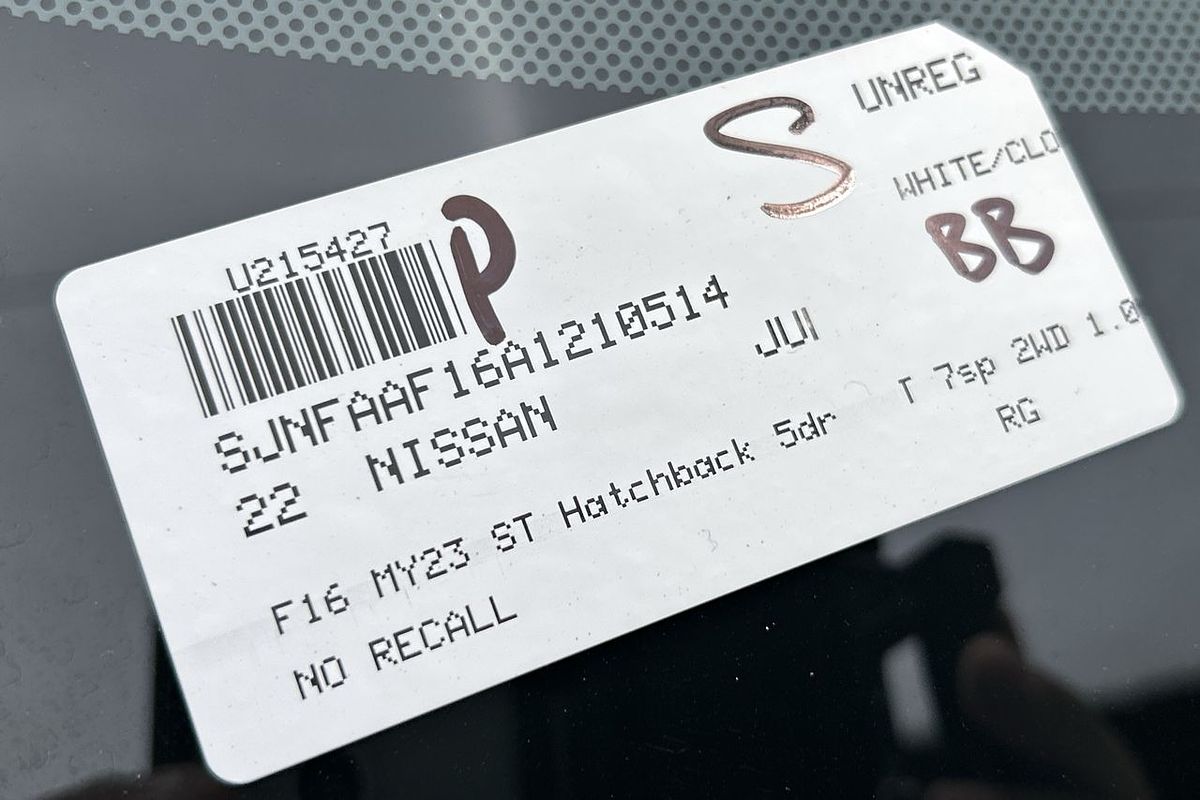 S UNREG
WHITE/CLO
U215427 P BB
SJNFAAF16A1210514
22 NISSAN JUI
F16 MY23 ST Hatchback 5dr T 7sp 2WD 1.0
NO RECALL RG